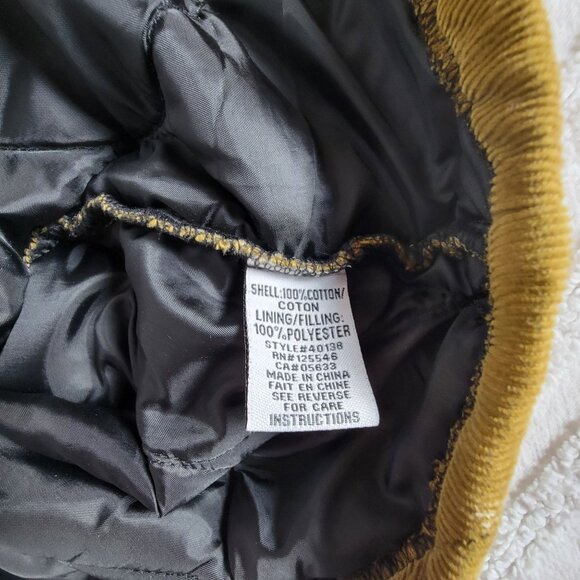 SHELL:100%COTTON/
COTON
LINING/FILLING:
100%POLYESTER
STYLE#40138
RN#125546
CA#05633
MADE IN CHINA
FAIT EN CHINE
SEE REVERSE
FOR CARE
INSTRUCTIONS